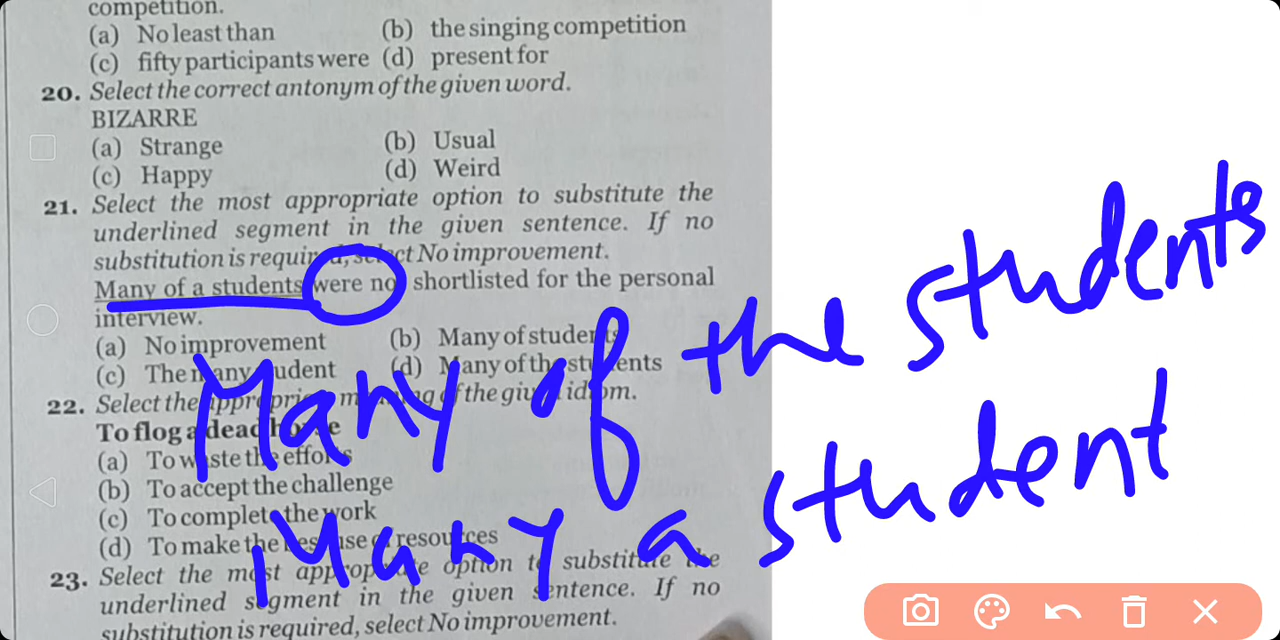 competition.
(a) No least than (b) the singing competition
(c) fifty participants were (d) present for
20. Select the correct antonym of the given word.
BIZARRE
(a) Strange (b) Usual
(c) Happy (d) Weird
21. Select the most appropriate option to substitute the
underlined segment in the given sentence. If no
substitution is required, select No improvement.
Many of a students were not shortlisted for the personal
interview.
(a) No improvement (b) Many of students
(c) The many student (d) Many of the students
22. Select the appropriate meaning of the given idiom.
To flog a dead horse
(a) To waste the efforts
(b) To accept the challenge
(c) To complete the work
(d) To make the best use of resources
23. Select the most appropriate option to substitute the
underlined segment in the given sentence. If no
substitution is required, select No improvement.
Many of the students
Many a student